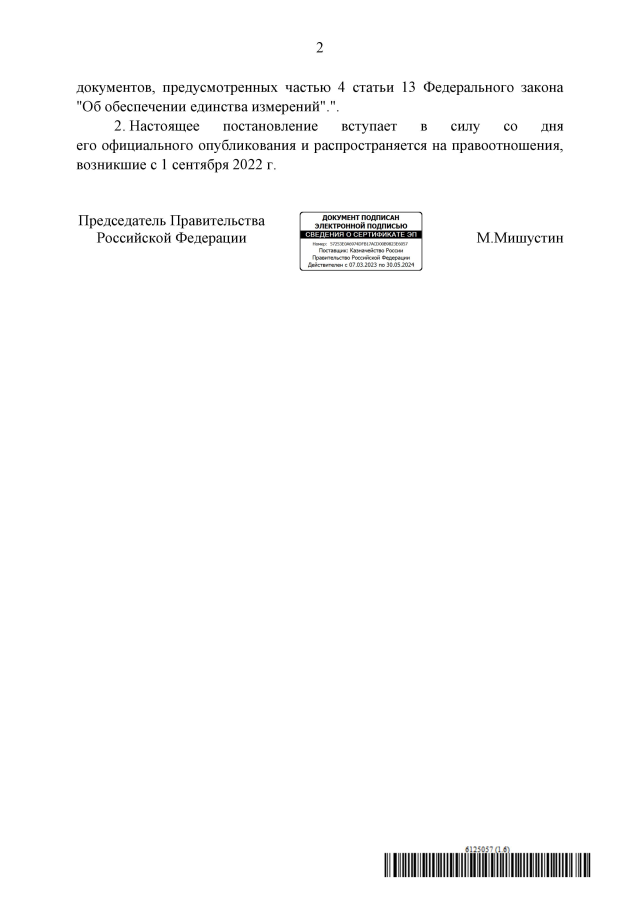 2
документов, предусмотренных частью 4 статьи 13 Федерального закона
"Об обеспечении единства измерений".".
2. Настоящее постановление вступает в силу со дня
его официального опубликования и распространяется на правоотношения,
возникшие с 1 сентября 2022 г.
Председатель Правительства
Российской Федерации
ДОКУМЕНТ ПОДПИСАН
ЭЛЕКТРОННОЙ ПОДПИСЬЮ
СВЕДЕНИЯ О СЕРТИФИКАТЕ ЭП
Номер:
Поставщик: Казначейство России
Правительство Российской Федерации
Действителен с 07.03.2023 по 30.05.2024
М.Мишустин
6125057 (1.6)